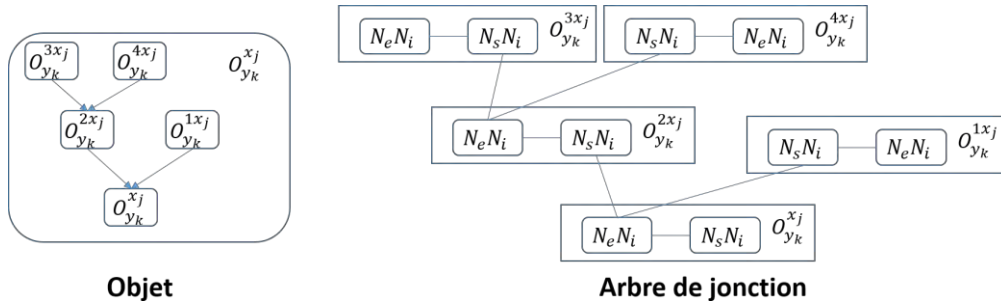 O_{y_k}^{3x_j} O_{y_k}^{4x_j} O_{y_k}^{x_j}
O_{y_k}^{2x_j} O_{y_k}^{1x_j}
O_{y_k}^{x_j}
Objet
N_eN_i N_sN_i O_{y_k}^{3x_j} N_sN_i N_eN_i O_{y_k}^{4x_j}
N_eN_i N_sN_i O_{y_k}^{2x_j}
N_sN_i N_eN_i O_{y_k}^{1x_j}
N_eN_i N_sN_i O_{y_k}^{x_j}
Arbre de jonction